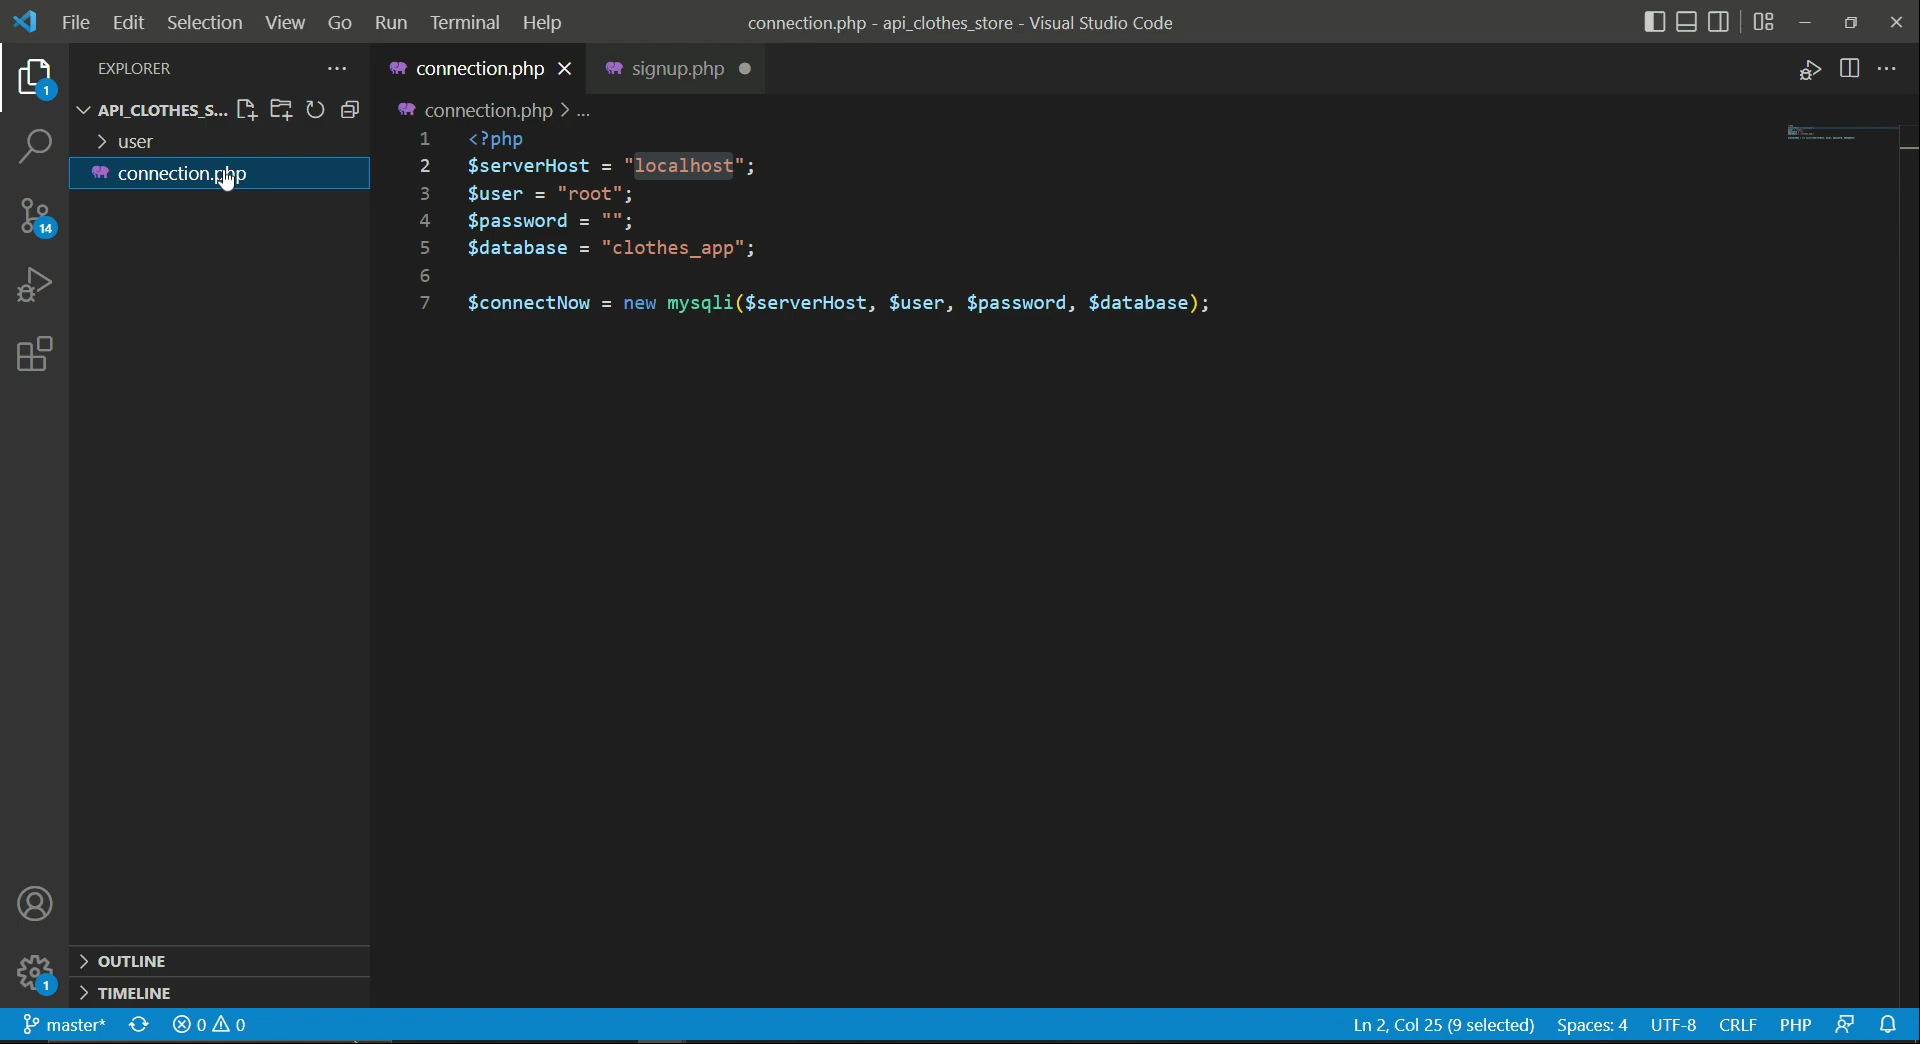 File Edit Selection View Go Run Terminal Help
connection.php - api_clothes_store - Visual Studio Code
EXPLORER ···
API_CLOTHES_S...
user
connection.php
connection.php
signup.php
connection.php > ...
1 <?php
2 $serverHost = "localhost";
3 $user = "root";
4 $password = "";
5 $database = "clothes_app";
6
7 $connectNow = new mysqli($serverHost, $user, $password, $database);
1
14
1
OUTLINE
TIMELINE
master* 0 0
Ln 2, Col 25 (9 selected) Spaces: 4 UTF-8 CRLF PHP